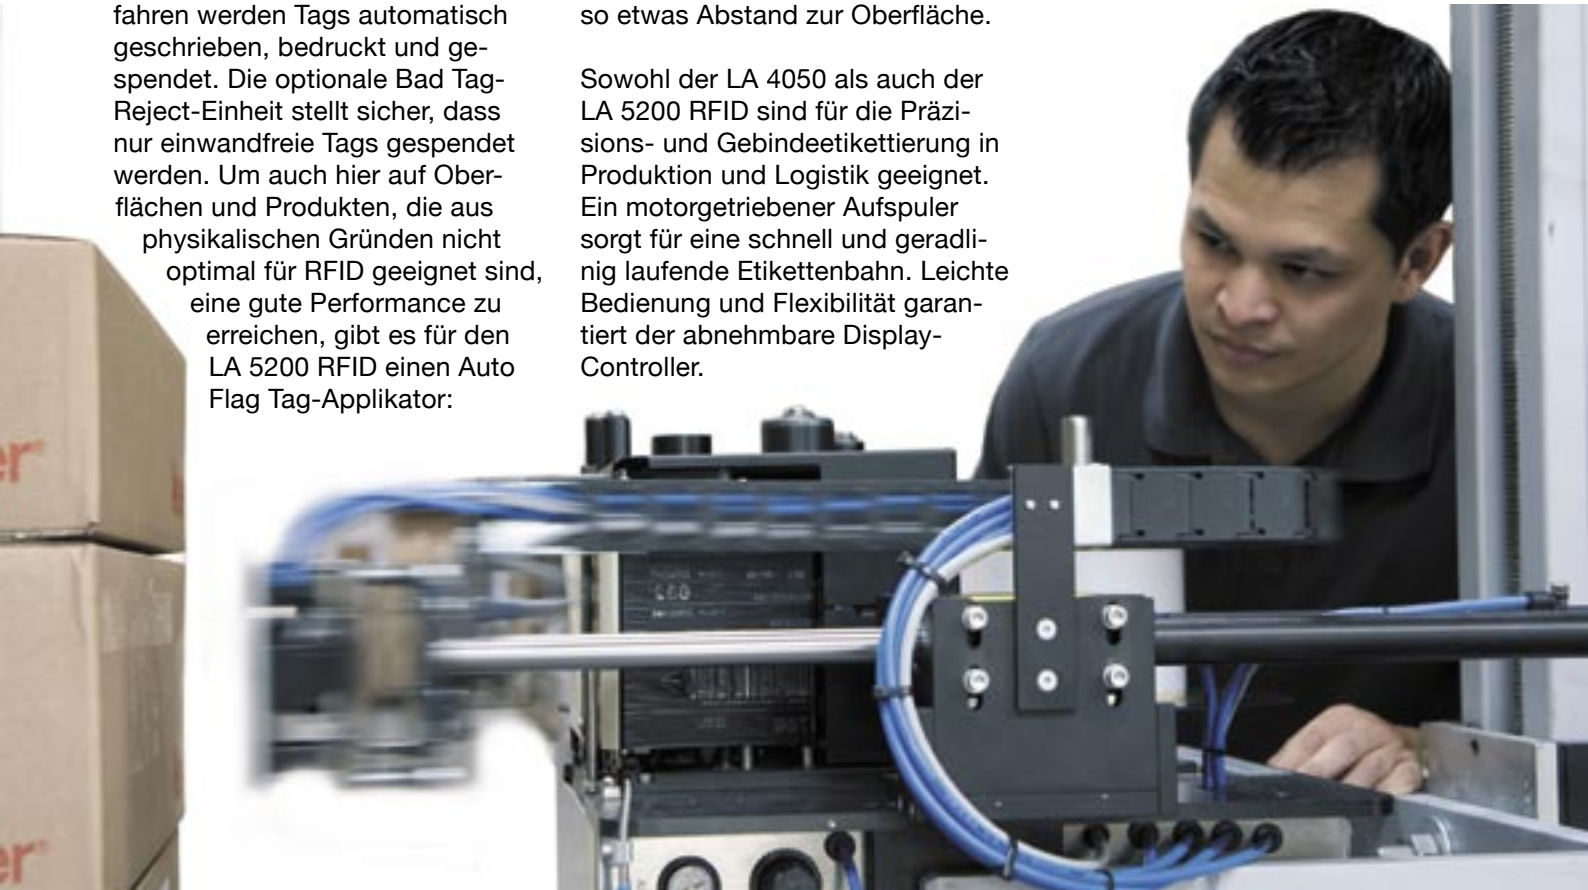 fahren werden Tags automatisch
geschrieben, bedruckt und ge-
spendet. Die optionale Bad Tag-
Reject-Einheit stellt sicher, dass
nur einwandfreie Tags gespendet
werden. Um auch hier auf Ober-
flächen und Produkten, die aus
physikalischen Gründen nicht
optimal für RFID geeignet sind,
eine gute Performance zu
erreichen, gibt es für den
LA 5200 RFID einen Auto
Flag Tag-Applikator:
so etwas Abstand zur Oberfläche.
Sowohl der LA 4050 als auch der
LA 5200 RFID sind für die Präzi-
sions- und Gebindeetikettierung in
Produktion und Logistik geeignet.
Ein motorgetriebener Aufspuler
sorgt für eine schnell und geradli-
nig laufende Etikettenbahn. Leichte
Bedienung und Flexibilität garan-
tiert der abnehmbare Display-
Controller.
er
er